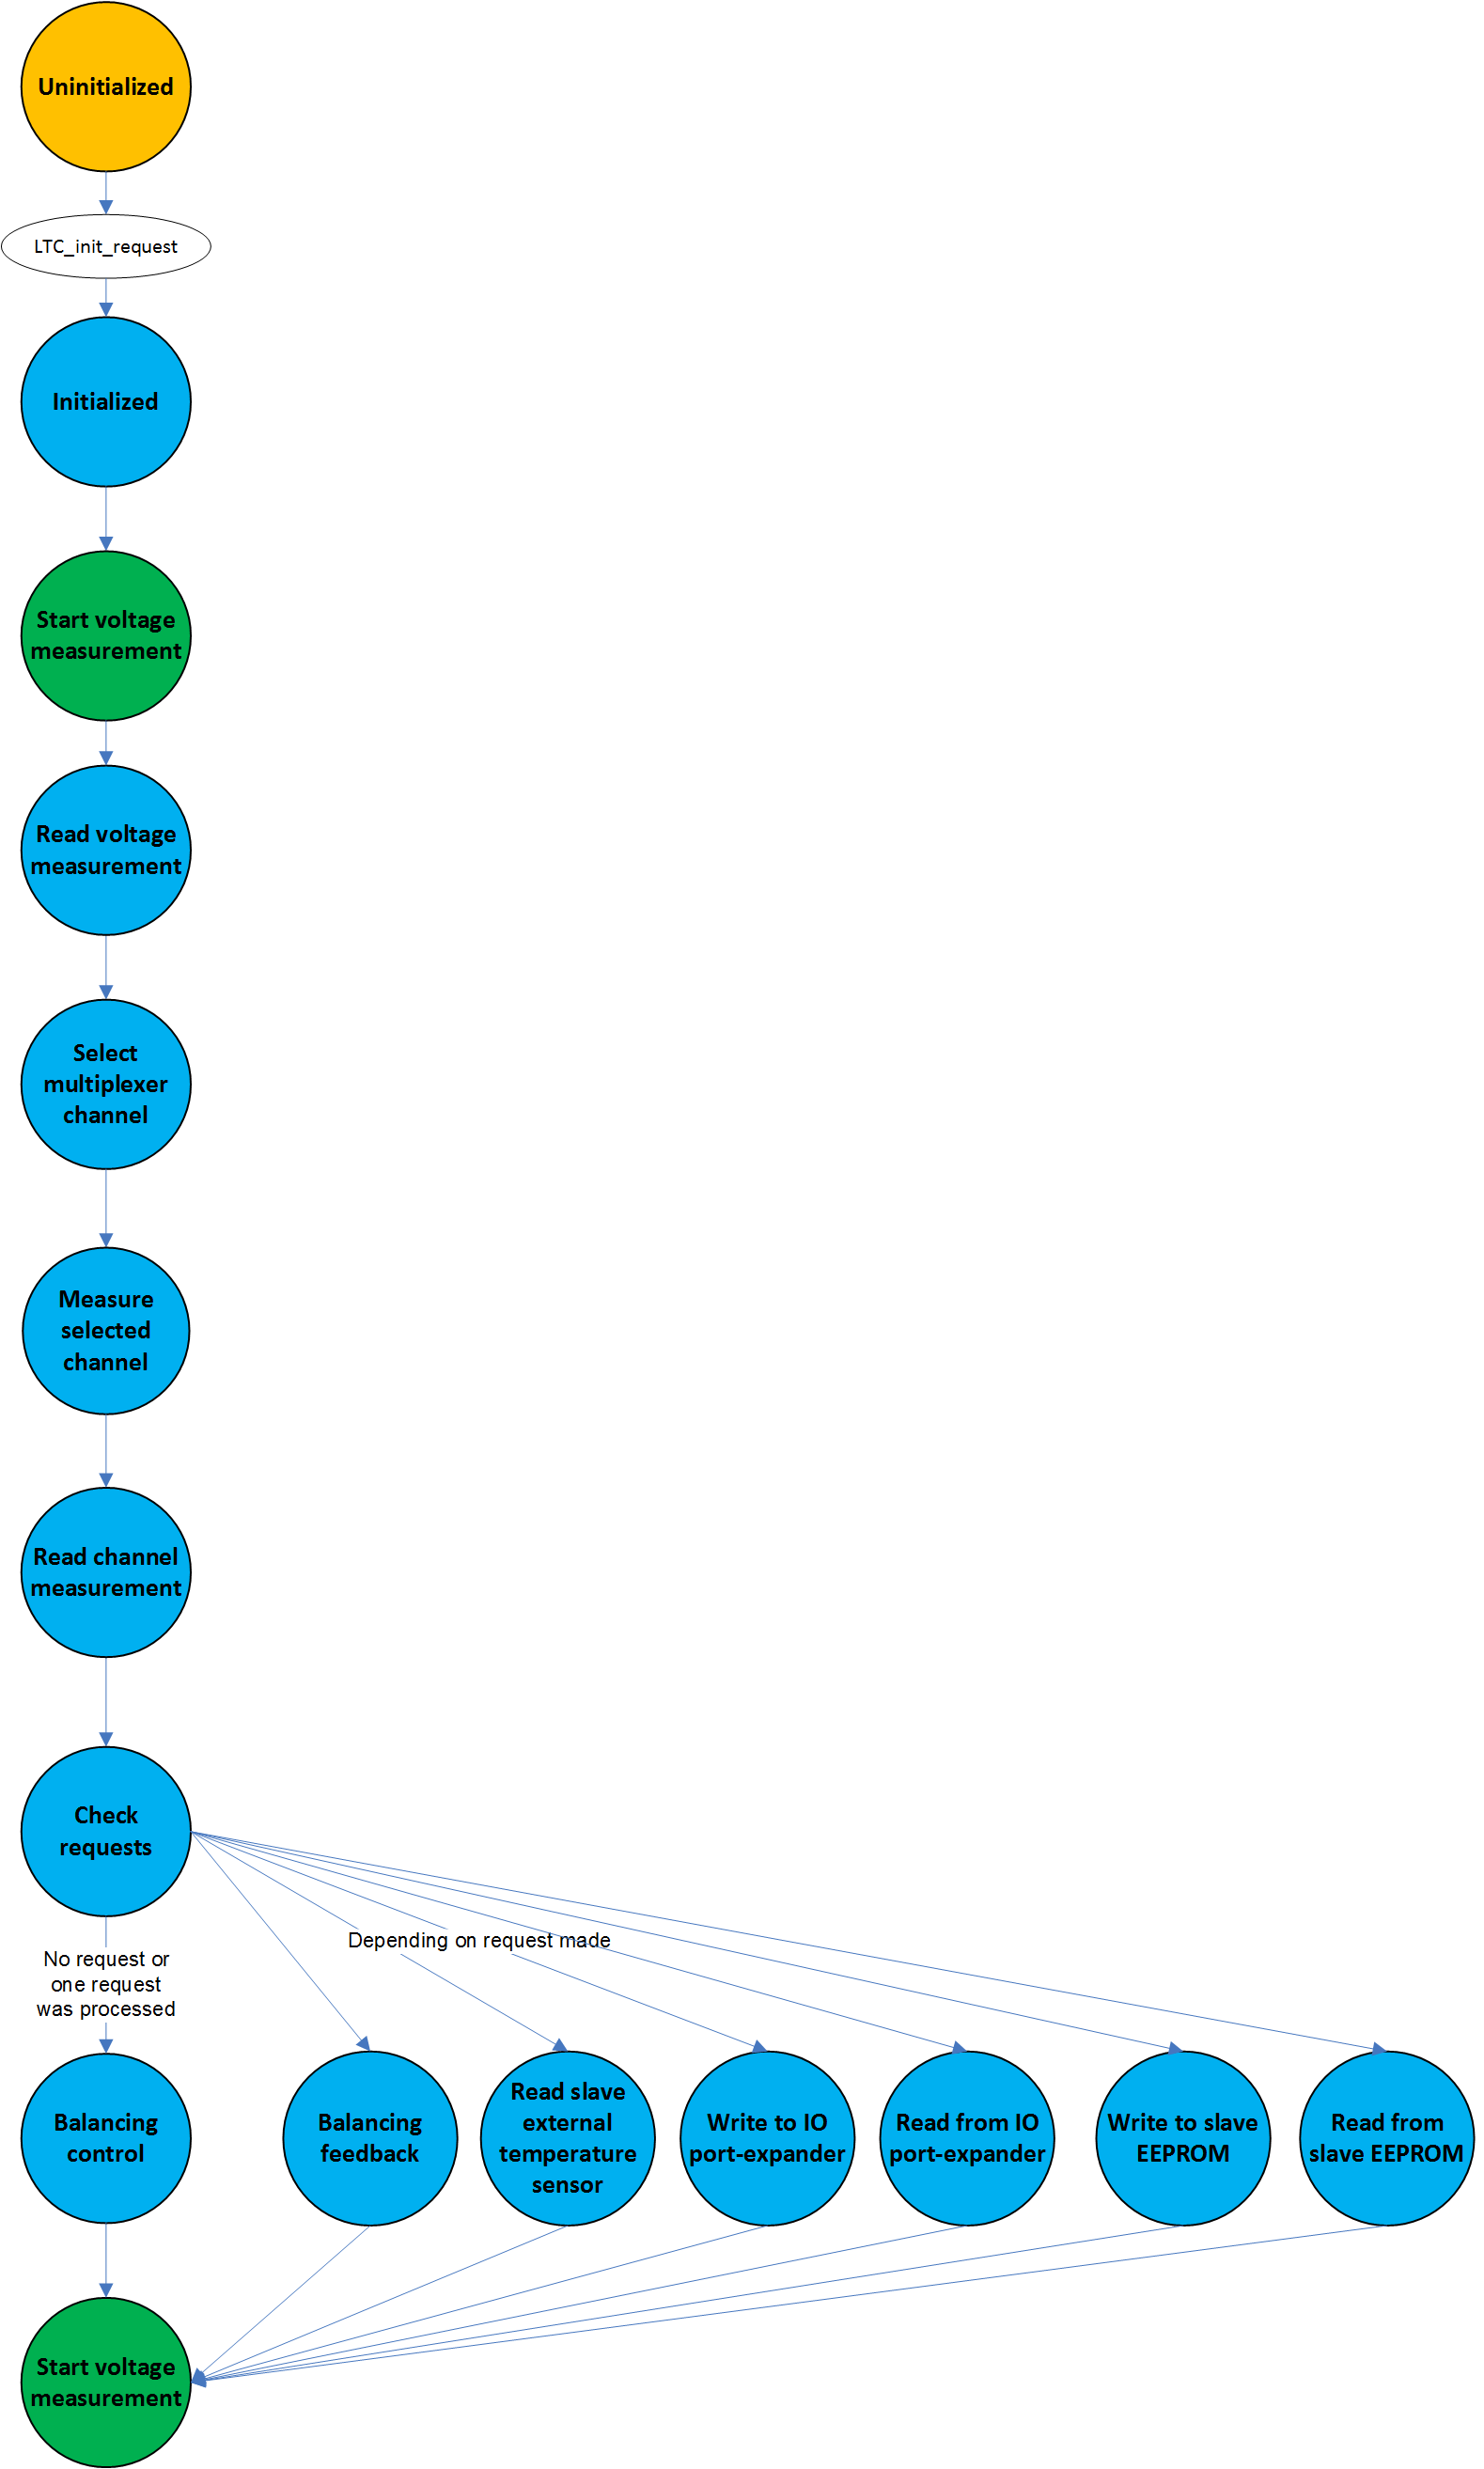 Uninitialized
LTC_init_request
Initialized
Start voltage
measurement
Read voltage
measurement
Select
multiplexer
channel
Measure
selected
channel
Read channel
measurement
Check
requests
No request or
one request
was processed
Depending on request made
Balancing
control
Balancing
feedback
Read slave
external
temperature
sensor
Write to IO
port-expander
Read from IO
port-expander
Write to slave
EEPROM
Read from
slave EEPROM
Start voltage
measurement